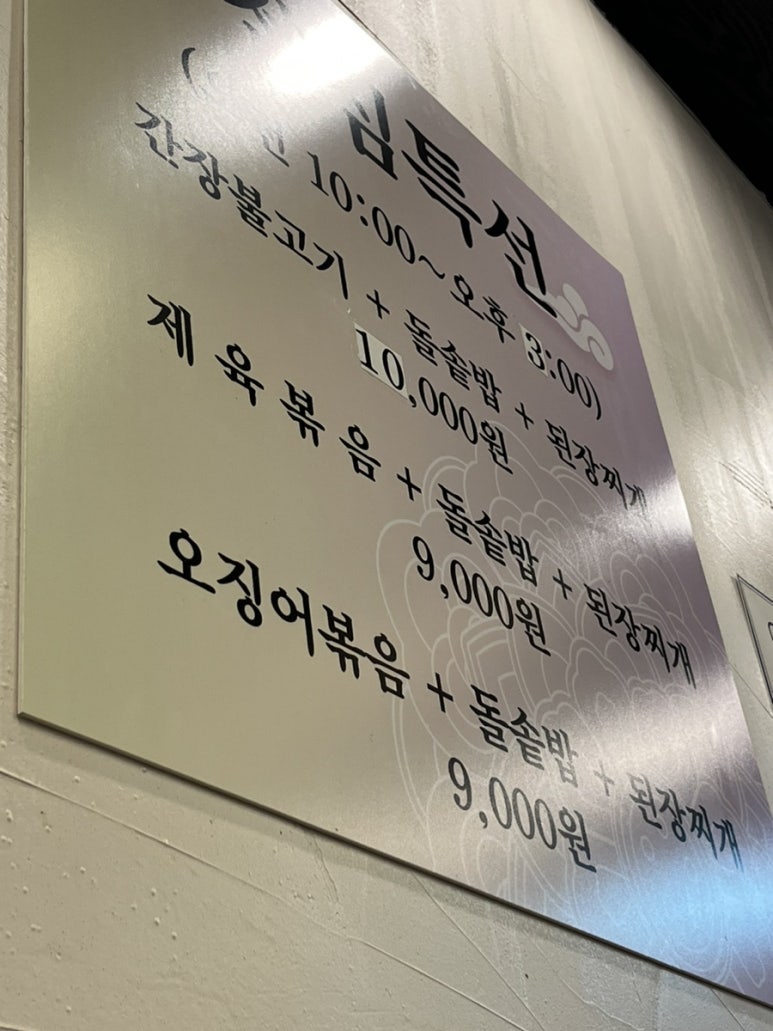 특선
10:00~오후 3:00)
간장불고기 + 돌솥밥 + 된장찌개
10,000원
제육볶음 + 돌솥밥 + 된장찌개
9,000원
오징어볶음 + 돌솥밥 + 된장찌개
9,000원